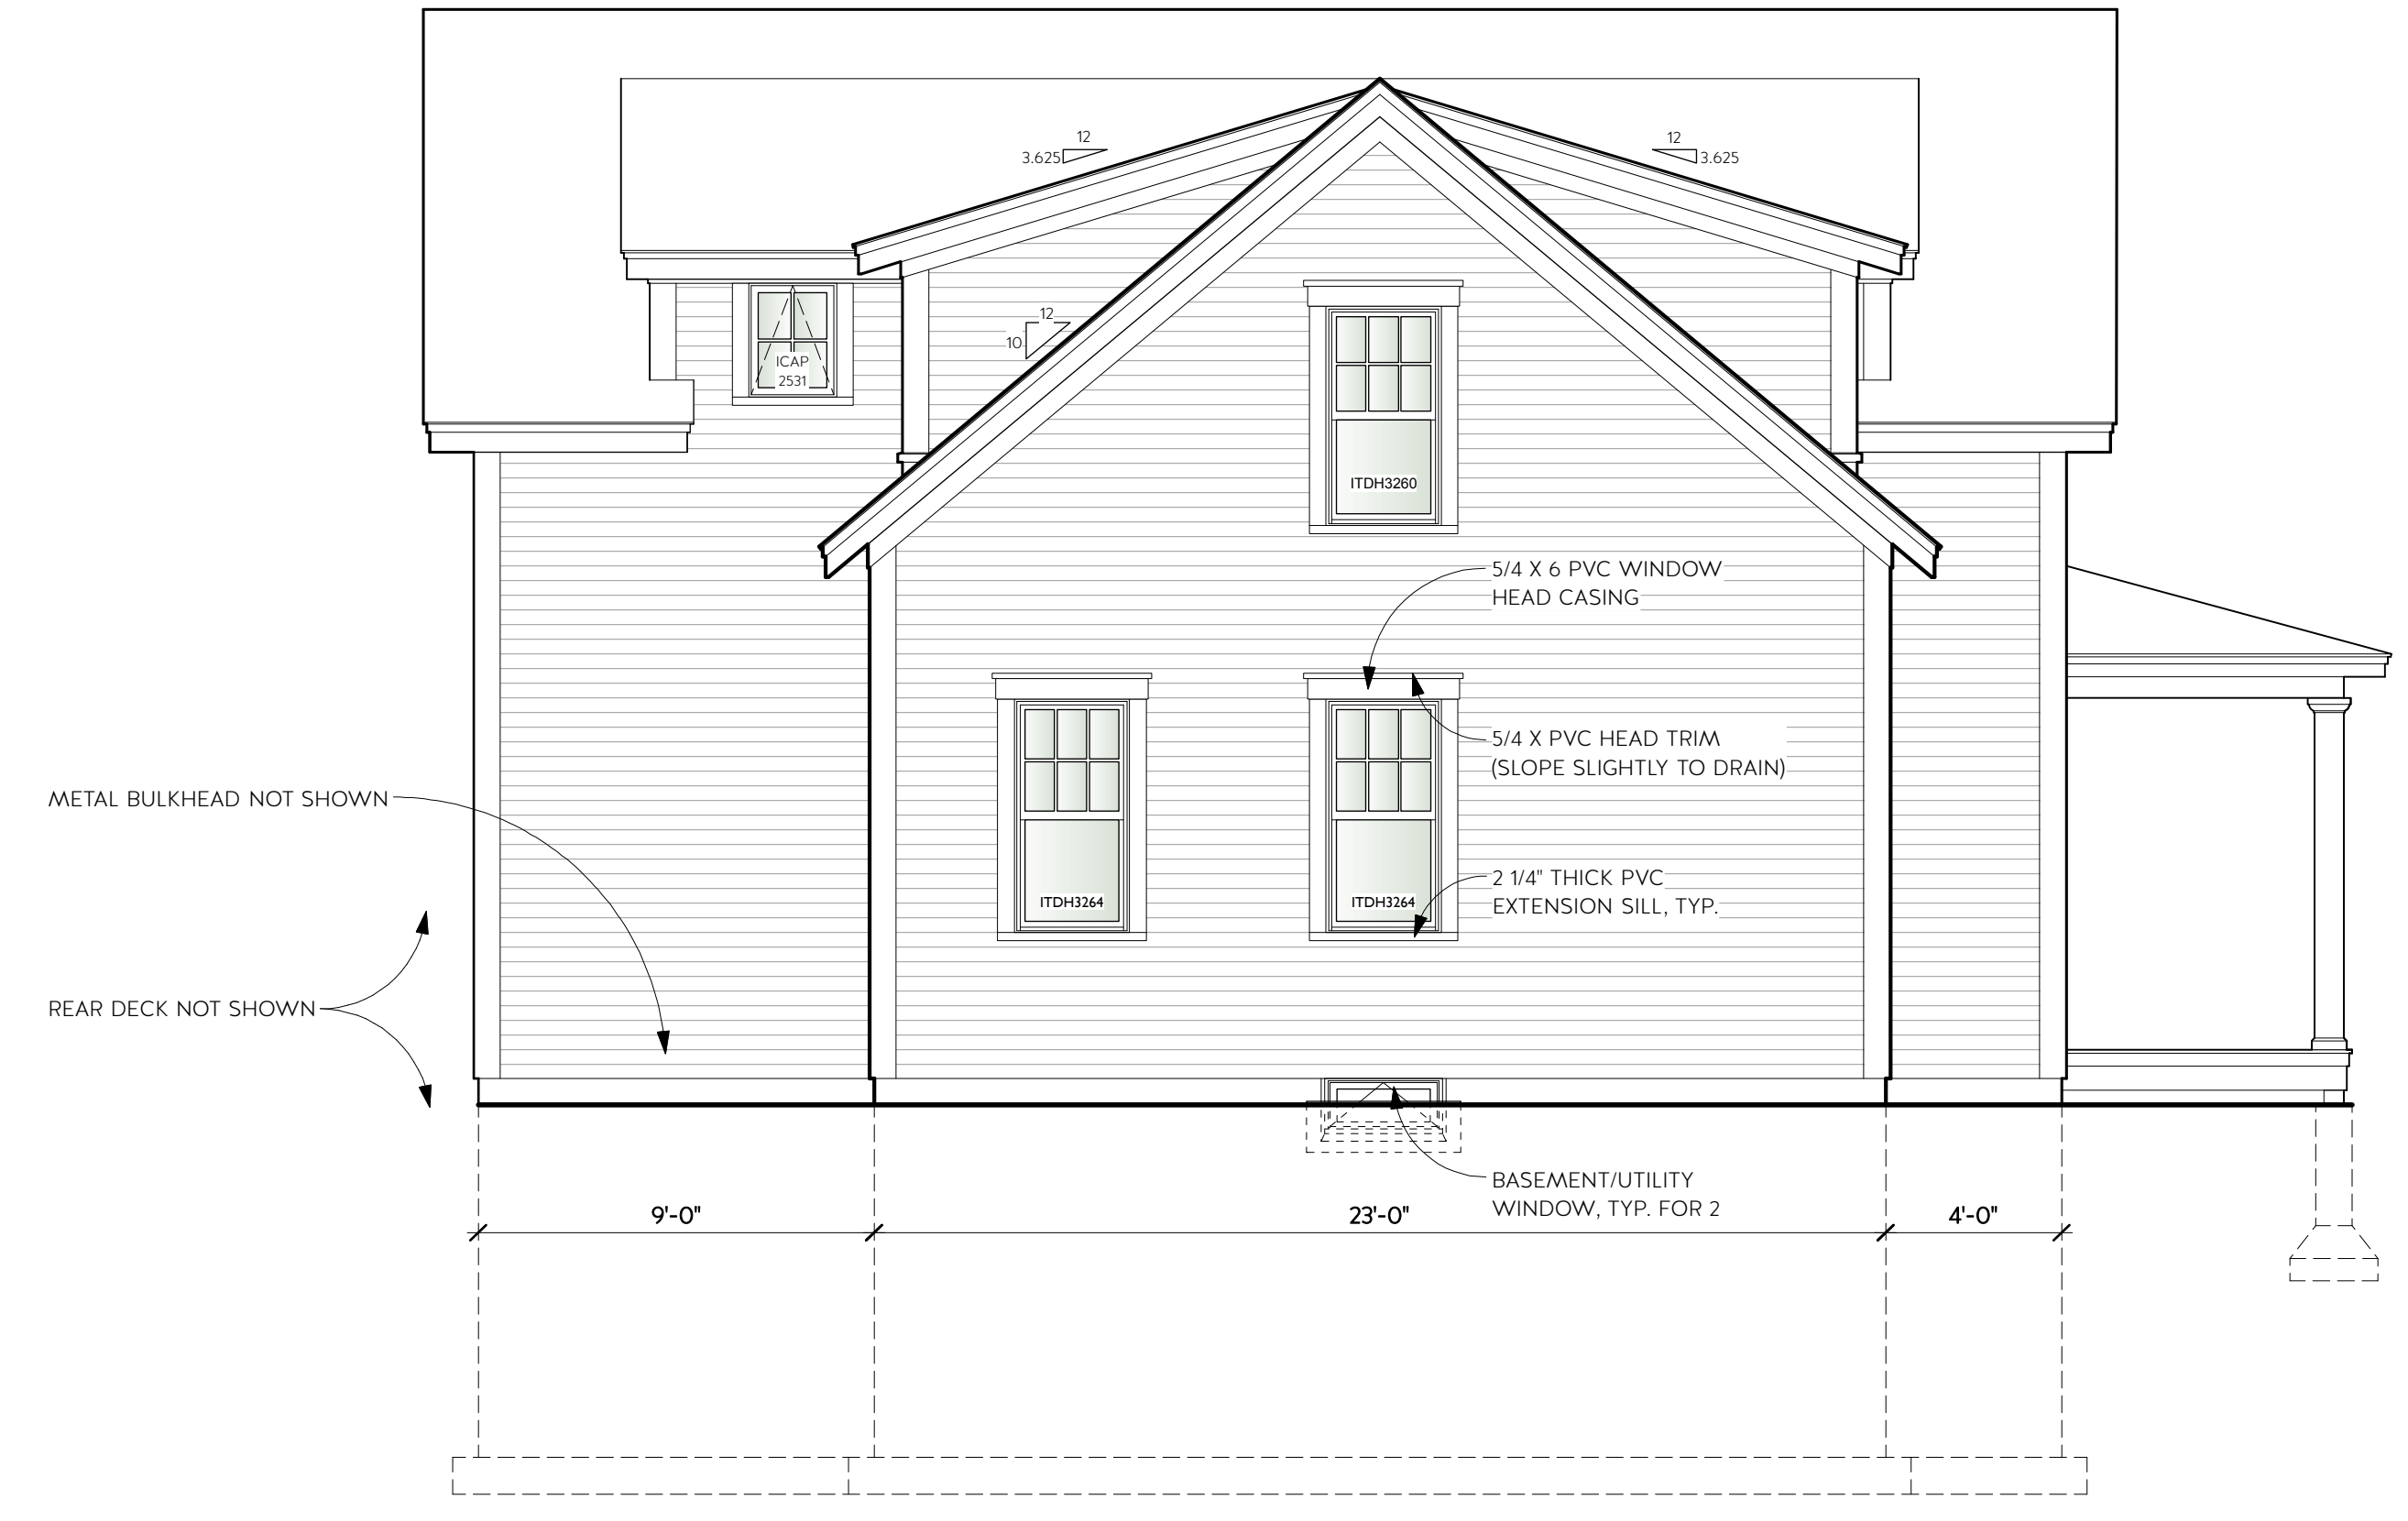 12
3.625
12
3.625
12
10
ICAP
2531
ITDH3260
5/4 X 6 PVC WINDOW
HEAD CASING
5/4 X PVC HEAD TRIM
(SLOPE SLIGHTLY TO DRAIN)
METAL BULKHEAD NOT SHOWN
ITDH3264
ITDH3264
2 1/4" THICK PVC
EXTENSION SILL, TYP.
REAR DECK NOT SHOWN
BASEMENT/UTILITY
WINDOW, TYP. FOR 2
9'-0"
23'-0"
4'-0"